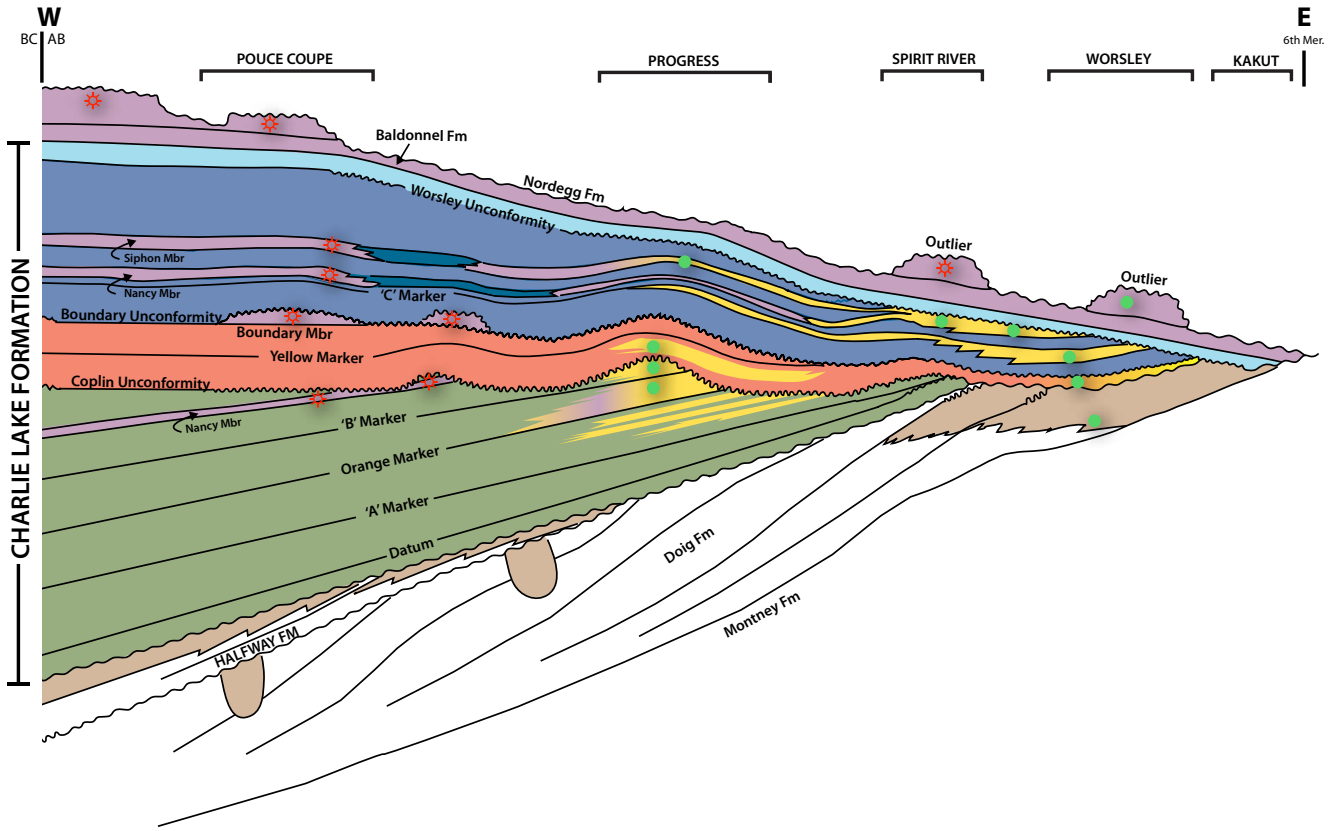 W
E
BC AB
6th Mer.
POUCE COUPE
PROGRESS
SPIRIT RIVER
WORSLEY
KAKUT
Baldonnel Fm
Nordegg Fm
Worsley Unconformity
Outlier
Outlier
Siphon Mbr
Nancy Mbr
'C' Marker
Boundary Unconformity
Boundary Mbr
Yellow Marker
Coplin Unconformity
Nancy Mbr
'B' Marker
Orange Marker
'A' Marker
Datum
CHARLIE LAKE FORMATION
Doig Fm
Montney Fm
HALFWAY FM